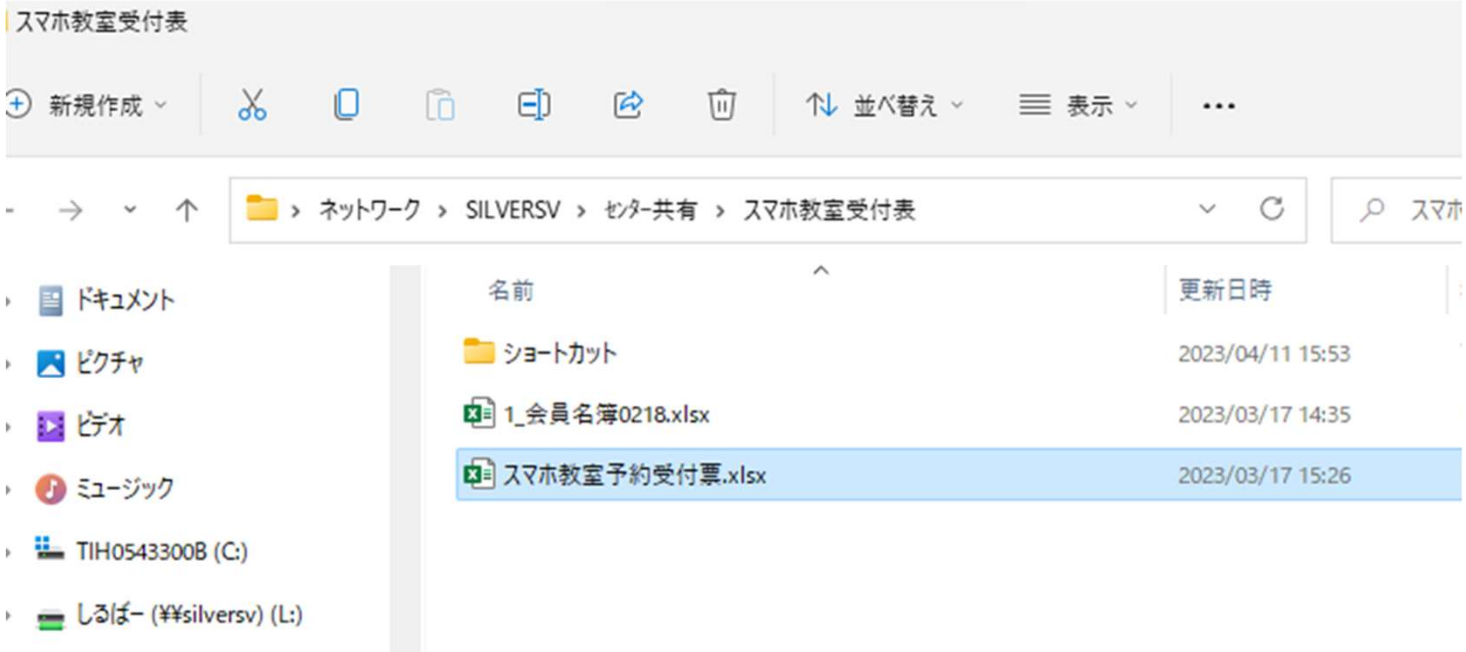 スマホ教室受付表
新規作成 並べ替え 表示 ...
ネットワーク > SILVERSV > センター共有 > スマホ教室受付表 スマホ
名前 更新日時
ドキュメント
ピクチャ
ビデオ
ミュージック
TIH0543300B (C:)
しるばー (¥¥silversv) (L:)
ショートカット 2023/04/11 15:53
1_会員名簿0218.xlsx 2023/03/17 14:35
スマホ教室予約受付票.xlsx 2023/03/17 15:26